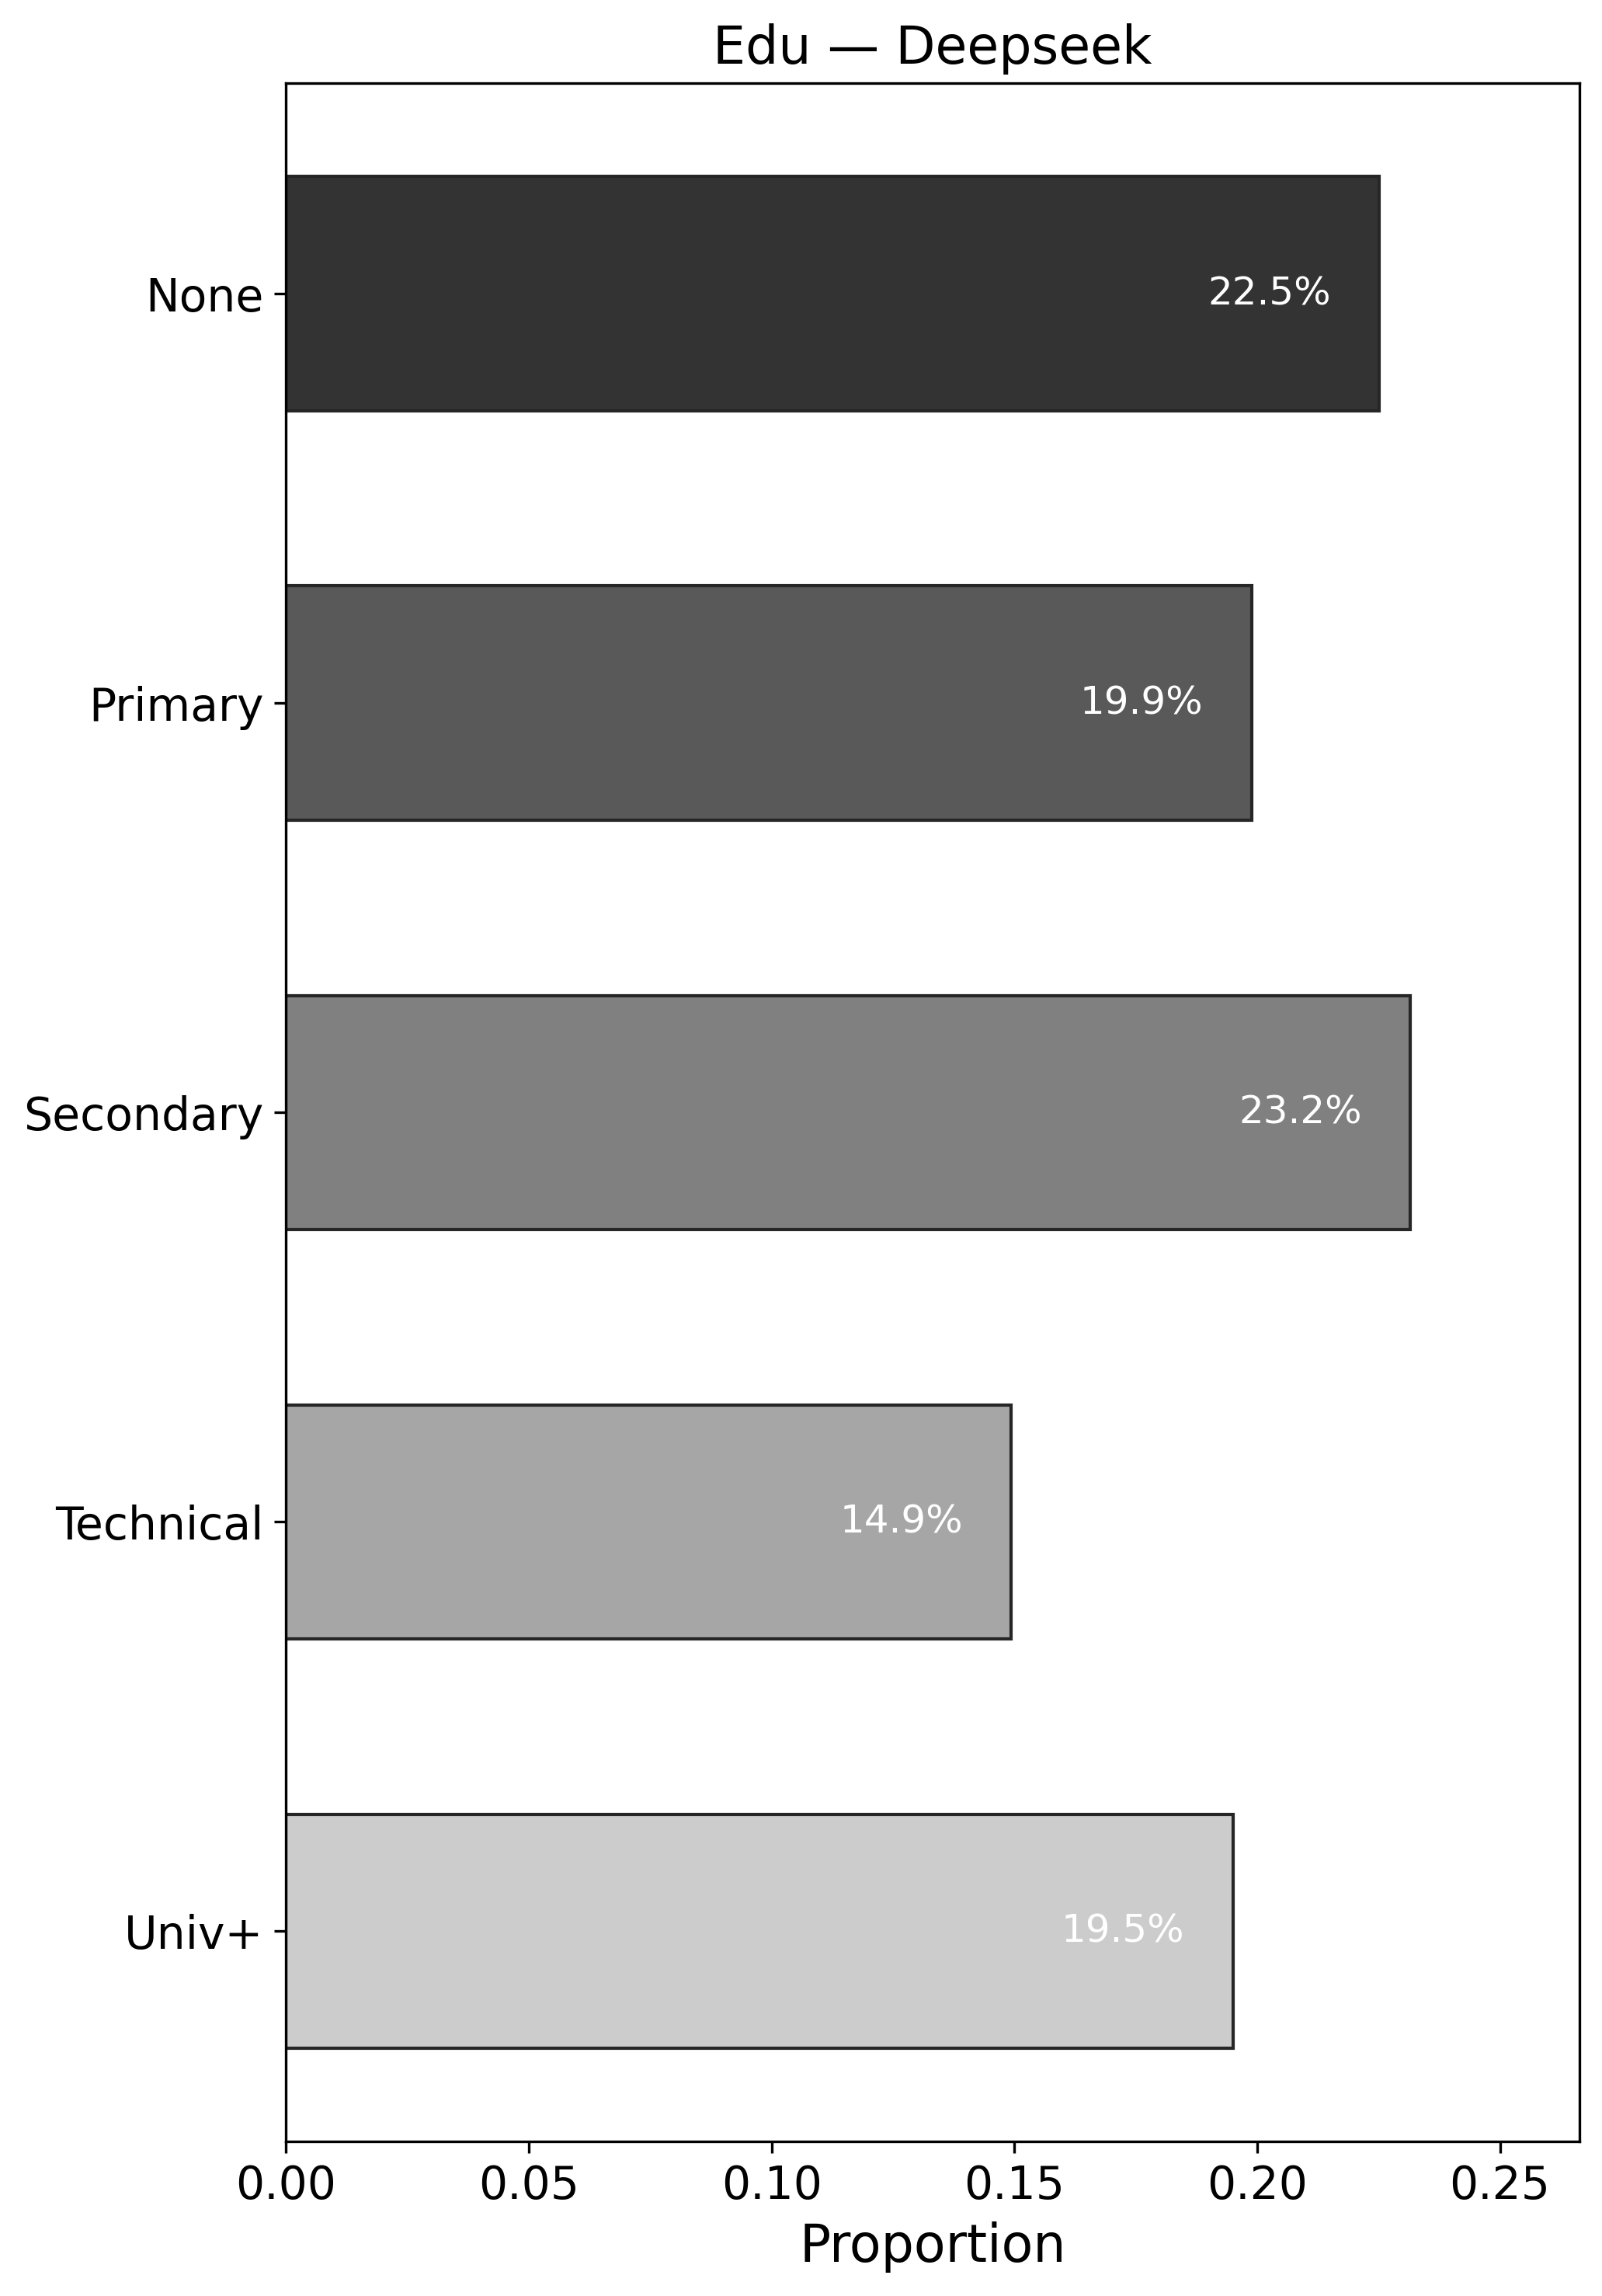 Edu — Deepseek
None
22.5%
Primary
19.9%
Secondary
23.2%
Technical
14.9%
Univ+
19.5%
0.00 0.05 0.10 0.15 0.20 0.25
Proportion